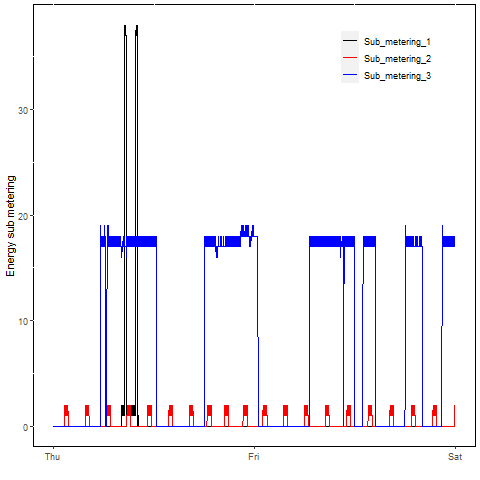 Sub_metering_1
Sub_metering_2
Sub_metering_3
Energy sub metering
30
20
10
0
Thu
Fri
Sat